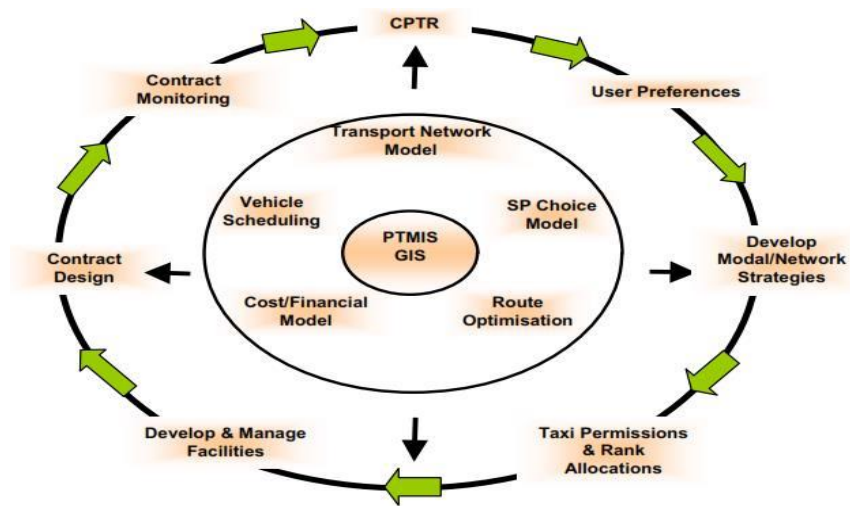 CPTR
Contract
Monitoring
User Preferences
Transport Network
Model
Vehicle
Scheduling
SP Choice
Model
PTMIS
GIS
Contract
Design
Develop
Modal/Network
Strategies
Cost/Financial
Model
Route
Optimisation
Develop & Manage
Facilities
Taxi Permissions
& Rank
Allocations